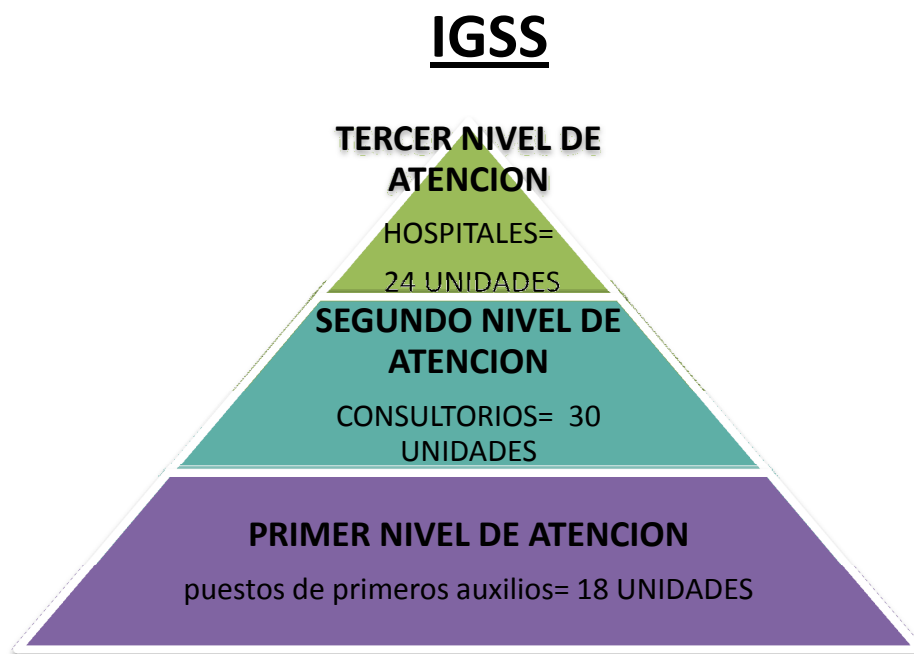 IGSS
TERCER NIVEL DE
ATENCION
HOSPITALES=
24 UNIDADES
SEGUNDO NIVEL DE
ATENCION
CONSULTORIOS= 30
UNIDADES
PRIMER NIVEL DE ATENCION
puestos de primeros auxilios= 18 UNIDADES